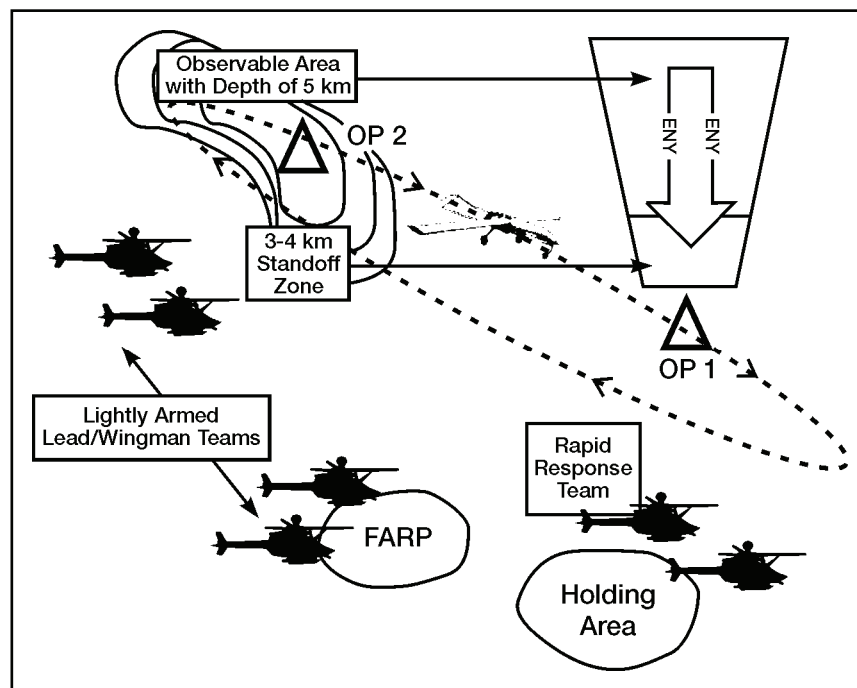 Observable Area
with Depth of 5 km
OP 2
ENY
ENY
3-4 km
Standoff
Zone
OP 1
Lightly Armed
Lead/Wingman Teams
Rapid
Response
Team
FARP
Holding
Area